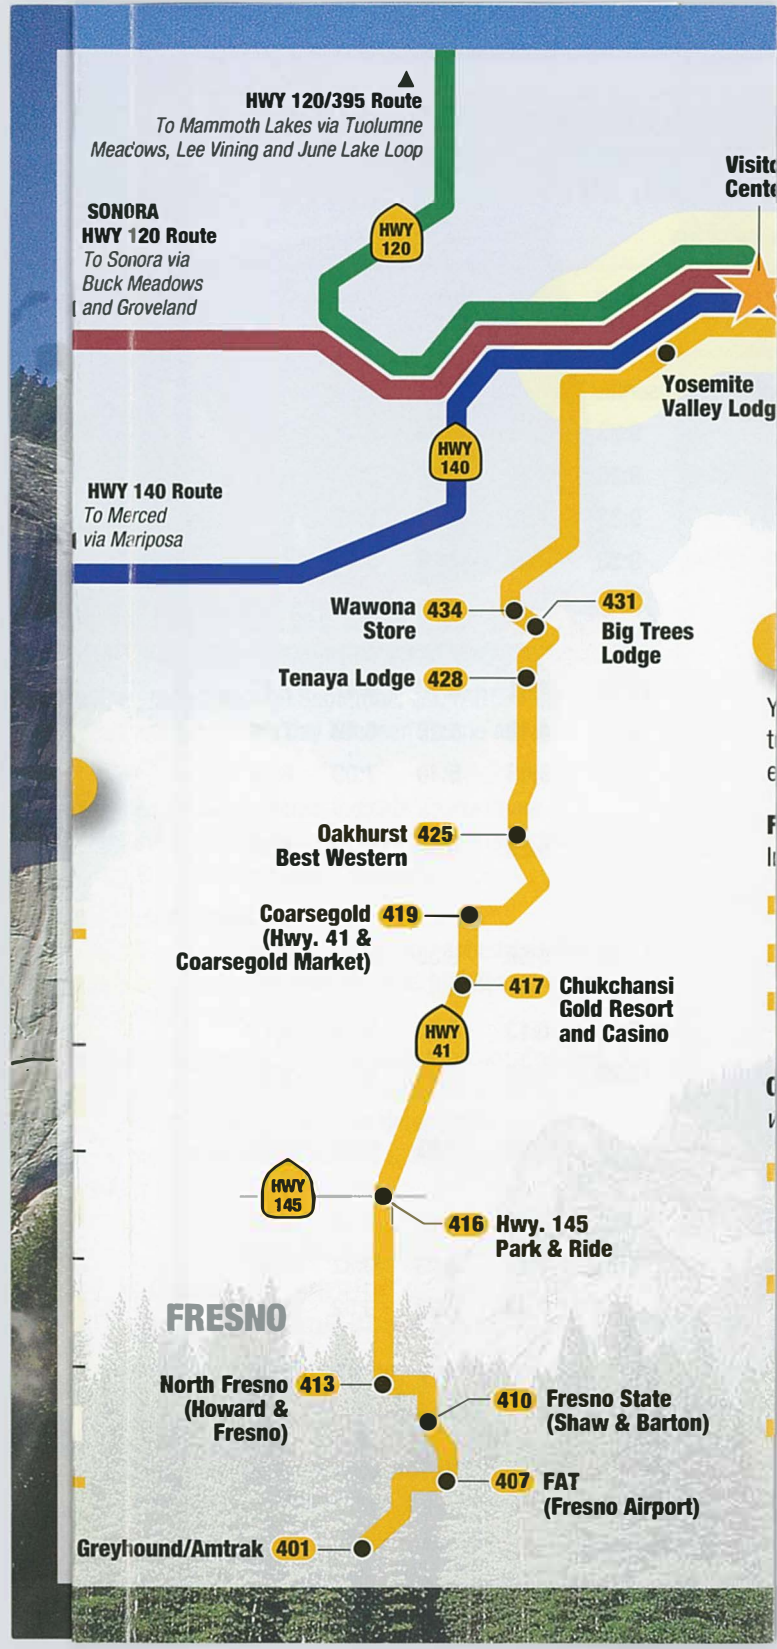 HWY 120/395 Route
To Mammoth Lakes via Tuolumne
Meadows, Lee Vining and June Lake Loop
Visito
Cente
SONORA
HWY 120 Route
To Sonora via
Buck Meadows
and Groveland
HWY
120
Yosemite
Valley Lodg
HWY
140
HWY 140 Route
To Merced
via Mariposa
Wawona 434
Store
431
Big Trees
Lodge
Tenaya Lodge 428
Oakhurst 425
Best Western
Coarsegold 419
(Hwy. 41 &
Coarsegold Market)
417 Chukchansi
Gold Resort
and Casino
HWY
41
HWY
145
416 Hwy. 145
Park & Ride
FRESNO
North Fresno 413
(Howard &
Fresno)
410 Fresno State
(Shaw & Barton)
407 FAT
(Fresno Airport)
Greyhound/Amtrak 401